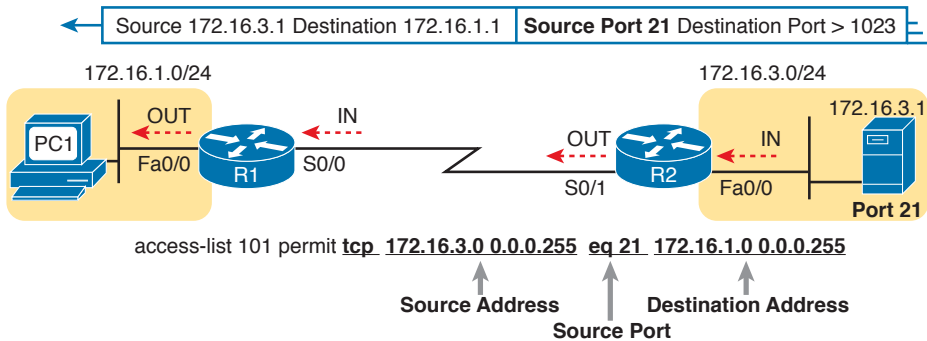 Source 172.16.3.1 Destination 172.16.1.1 Source Port 21 Destination Port > 1023
172.16.1.0/24 172.16.3.0/24
172.16.3.1
OUT IN OUT IN
PC1
Fa0/0 R1 S0/0 S0/1 R2 Fa0/0
Port 21
access-list 101 permit tcp 172.16.3.0 0.0.0.255 eq 21 172.16.1.0 0.0.0.255
Source Address Destination Address
Source Port